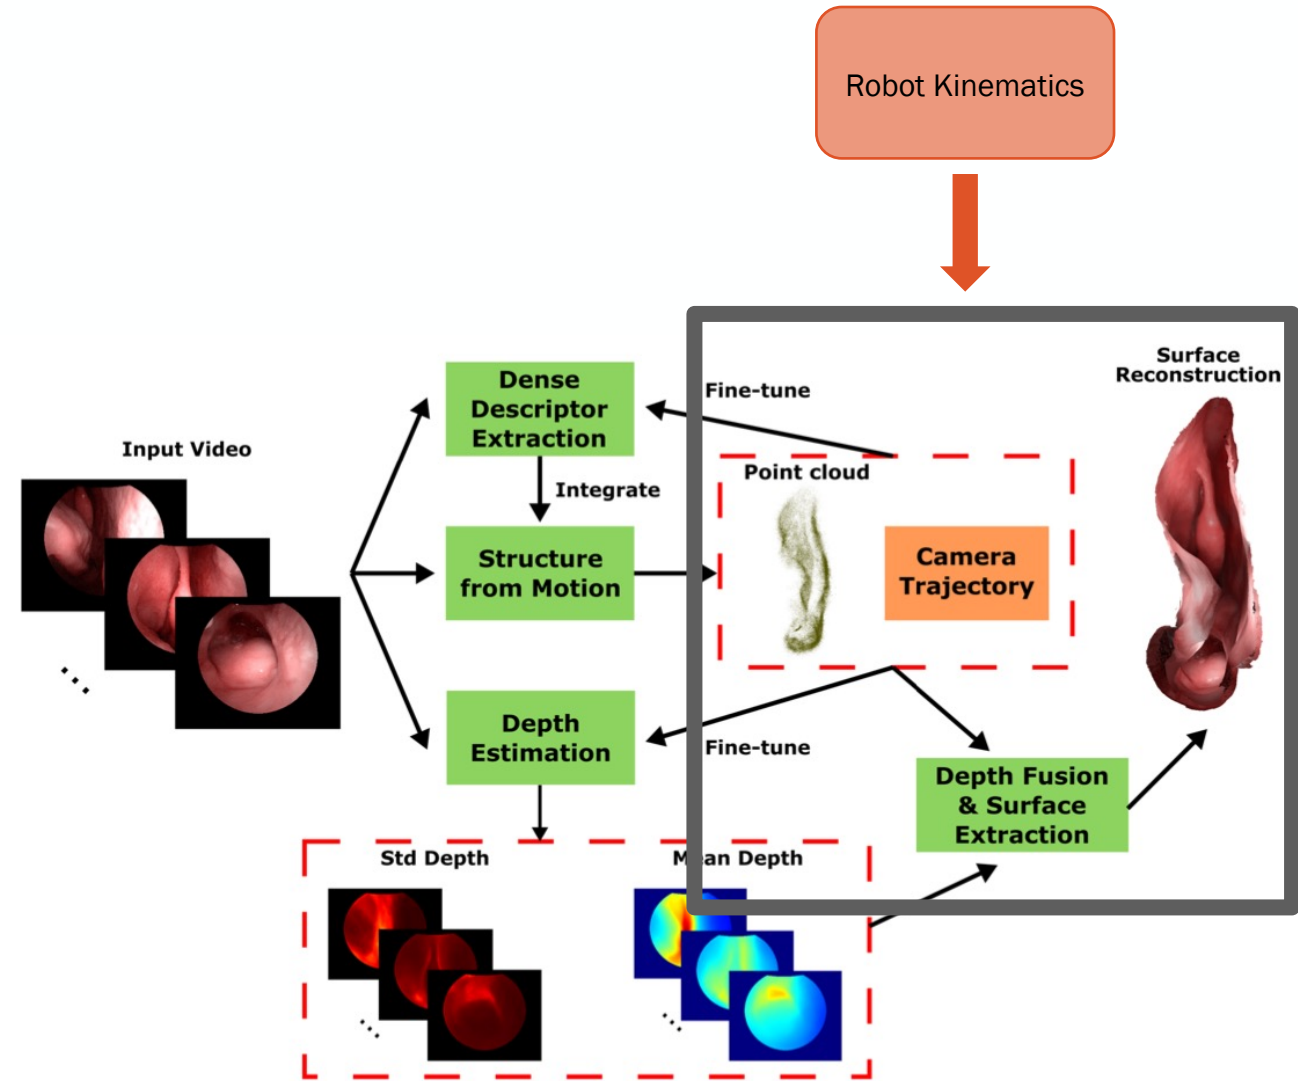 Robot Kinematics
Surface
Reconstruction
Dense
Descriptor
Extraction
Fine-tune
Input Video
Point cloud
Integrate
Structure
from Motion
Camera
Trajectory
Depth
Estimation
Fine-tune
Depth Fusion
& Surface
Extraction
Std Depth
Mean Depth